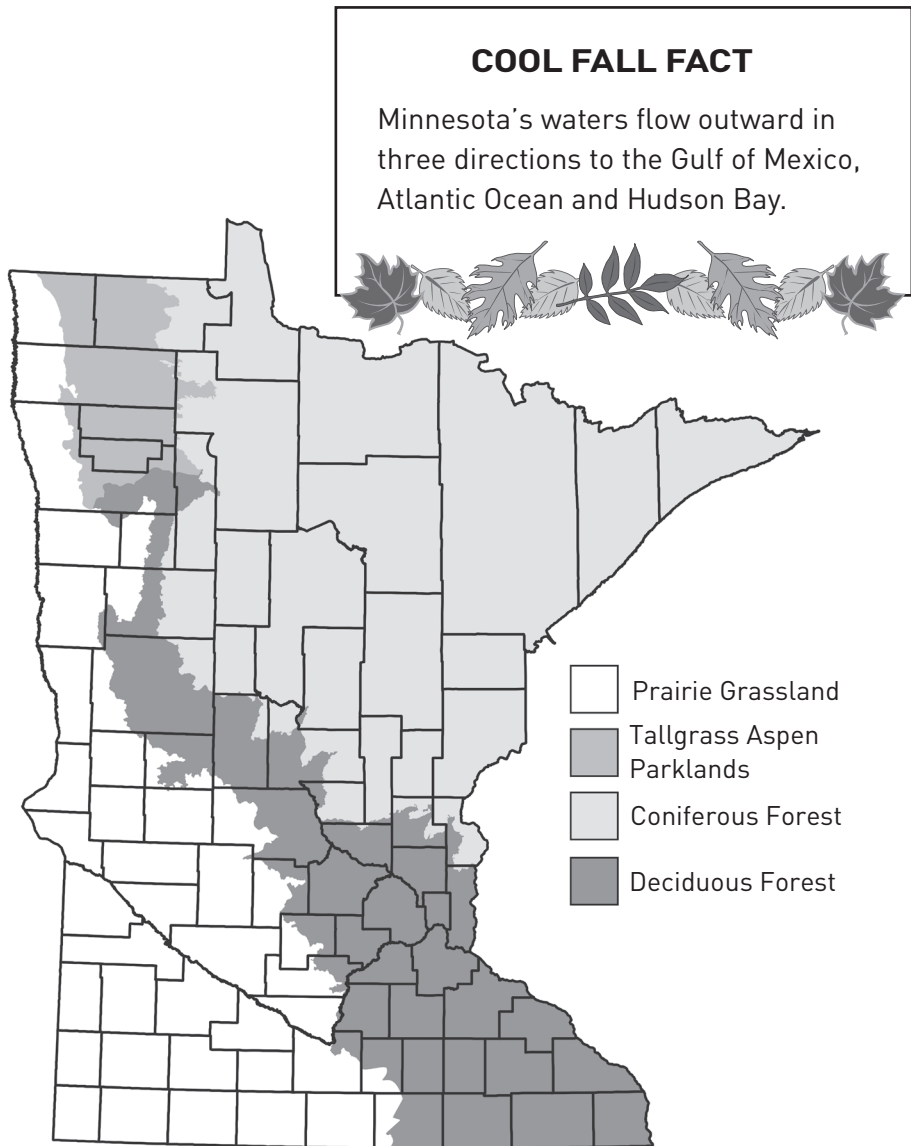 COOL FALL FACT
Minnesota’s waters flow outward in
three directions to the Gulf of Mexico,
Atlantic Ocean and Hudson Bay.
Prairie Grassland
Tallgrass Aspen
Parklands
Coniferous Forest
Deciduous Forest